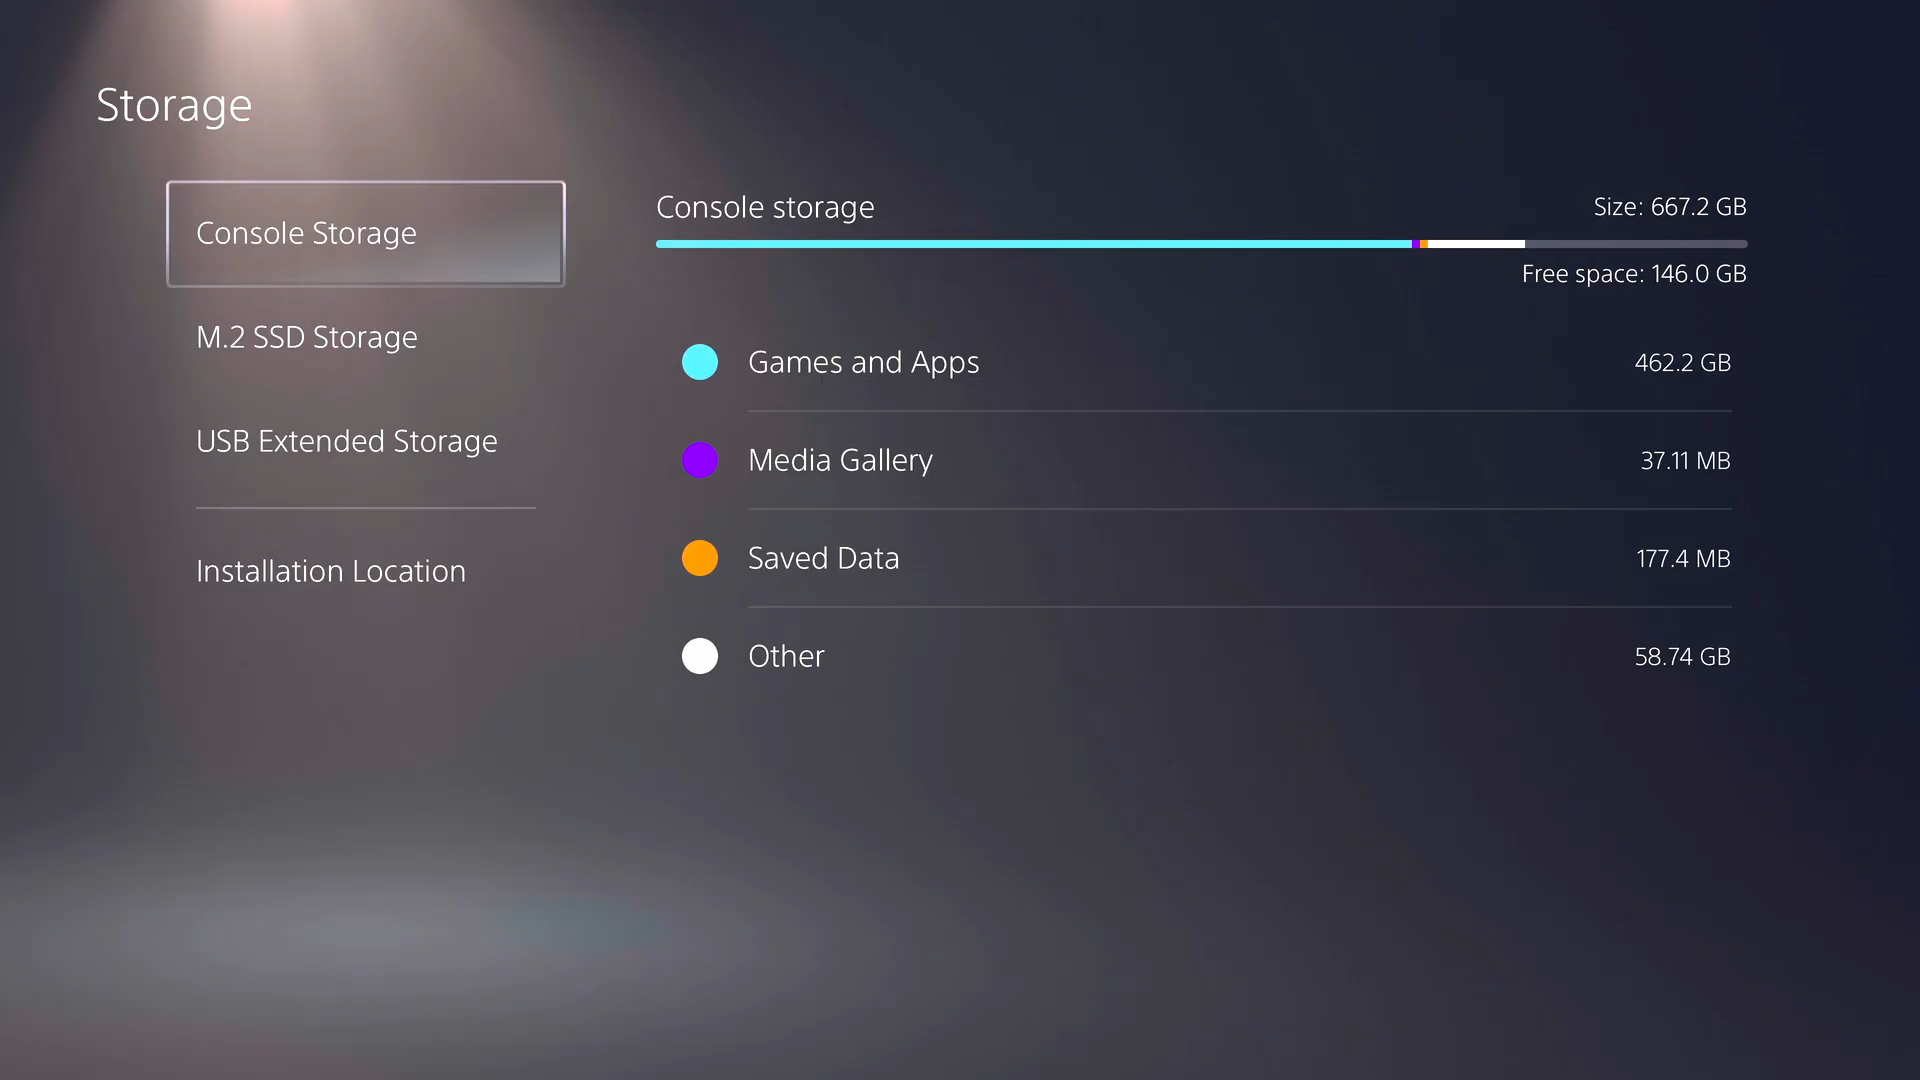 Storage
Console Storage
M.2 SSD Storage
USB Extended Storage
Installation Location
Console storage
Size: 667.2 GB
Free space: 146.0 GB
Games and Apps
462.2 GB
Media Gallery
37.11 MB
Saved Data
177.4 MB
Other
58.74 GB